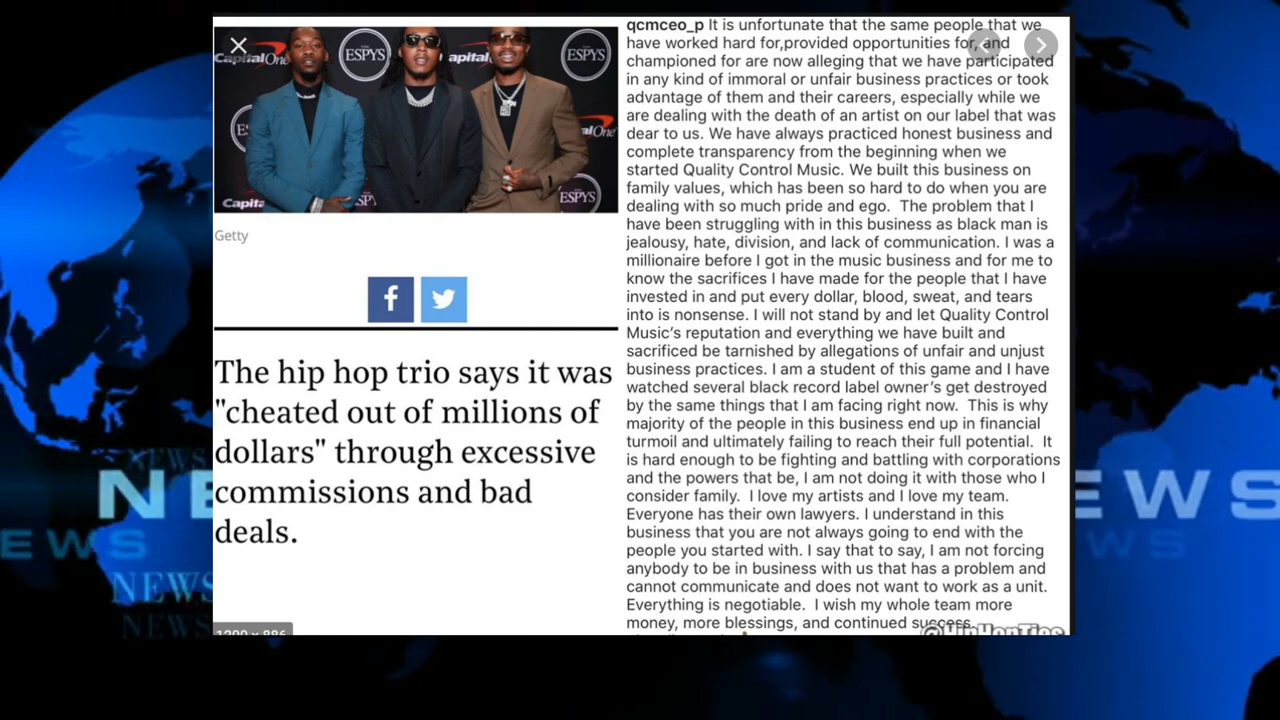 Capital One
ESPYS
apital
ESPYS
ES
alOne
Capita
SP
ESPYS
Getty
f
The hip hop trio says it was
"cheated out of millions of
dollars" through excessive
commissions and bad
deals.
qcmceo_p It is unfortunate that the same people that we
have worked hard for,provided opportunities for, and
championed for are now alleging that we have participated
in any kind of immoral or unfair business practices or took
advantage of them and their careers, especially while we
are dealing with the death of an artist on our label that was
dear to us. We have always practiced honest business and
complete transparency from the beginning when we
started Quality Control Music. We built this business on
family values, which has been so hard to do when you are
dealing with so much pride and ego.  The problem that I
have been struggling with in this business as black man is
jealousy, hate, division, and lack of communication. I was a
millionaire before I got in the music business and for me to
know the sacrifices I have made for the people that I have
invested in and put every dollar, blood, sweat, and tears
into is nonsense. I will not stand by and let Quality Control
Music's reputation and everything we have built and
sacrificed be tarnished by allegations of unfair and unjust
business practices. I am a student of this game and I have
watched several black record label owner's get destroyed
by the same things that I am facing right now.  This is why
majority of the people in this business end up in financial
turmoil and ultimately failing to reach their full potential.  It
is hard enough to be fighting and battling with corporations
and the powers that be, I am not doing it with those who I
consider family.  I love my artists and I love my team.
Everyone has their own lawyers. I understand in this
business that you are not always going to end with the
people you started with. I say that to say, I am not forcing
anybody to be in business with us that has a problem and
cannot communicate and does not want to work as a unit.
Everything is negotiable.  I wish my whole team more
money, more blessings, and continued success.
@HipHopTies
NEWS
NE
EWS
NEWS
NEWS
EWS
WS